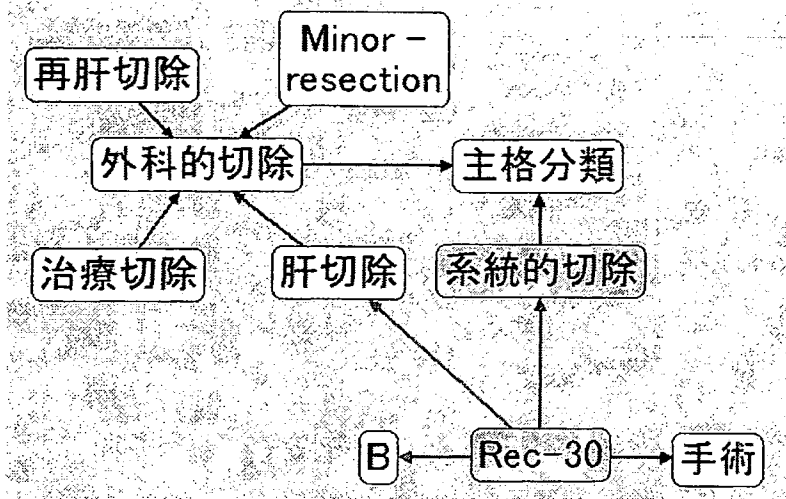 Minor-
resection
再肝切除
外科的切除
主格分類
治療切除
肝切除
系統的切除
B
Rec-30
手術